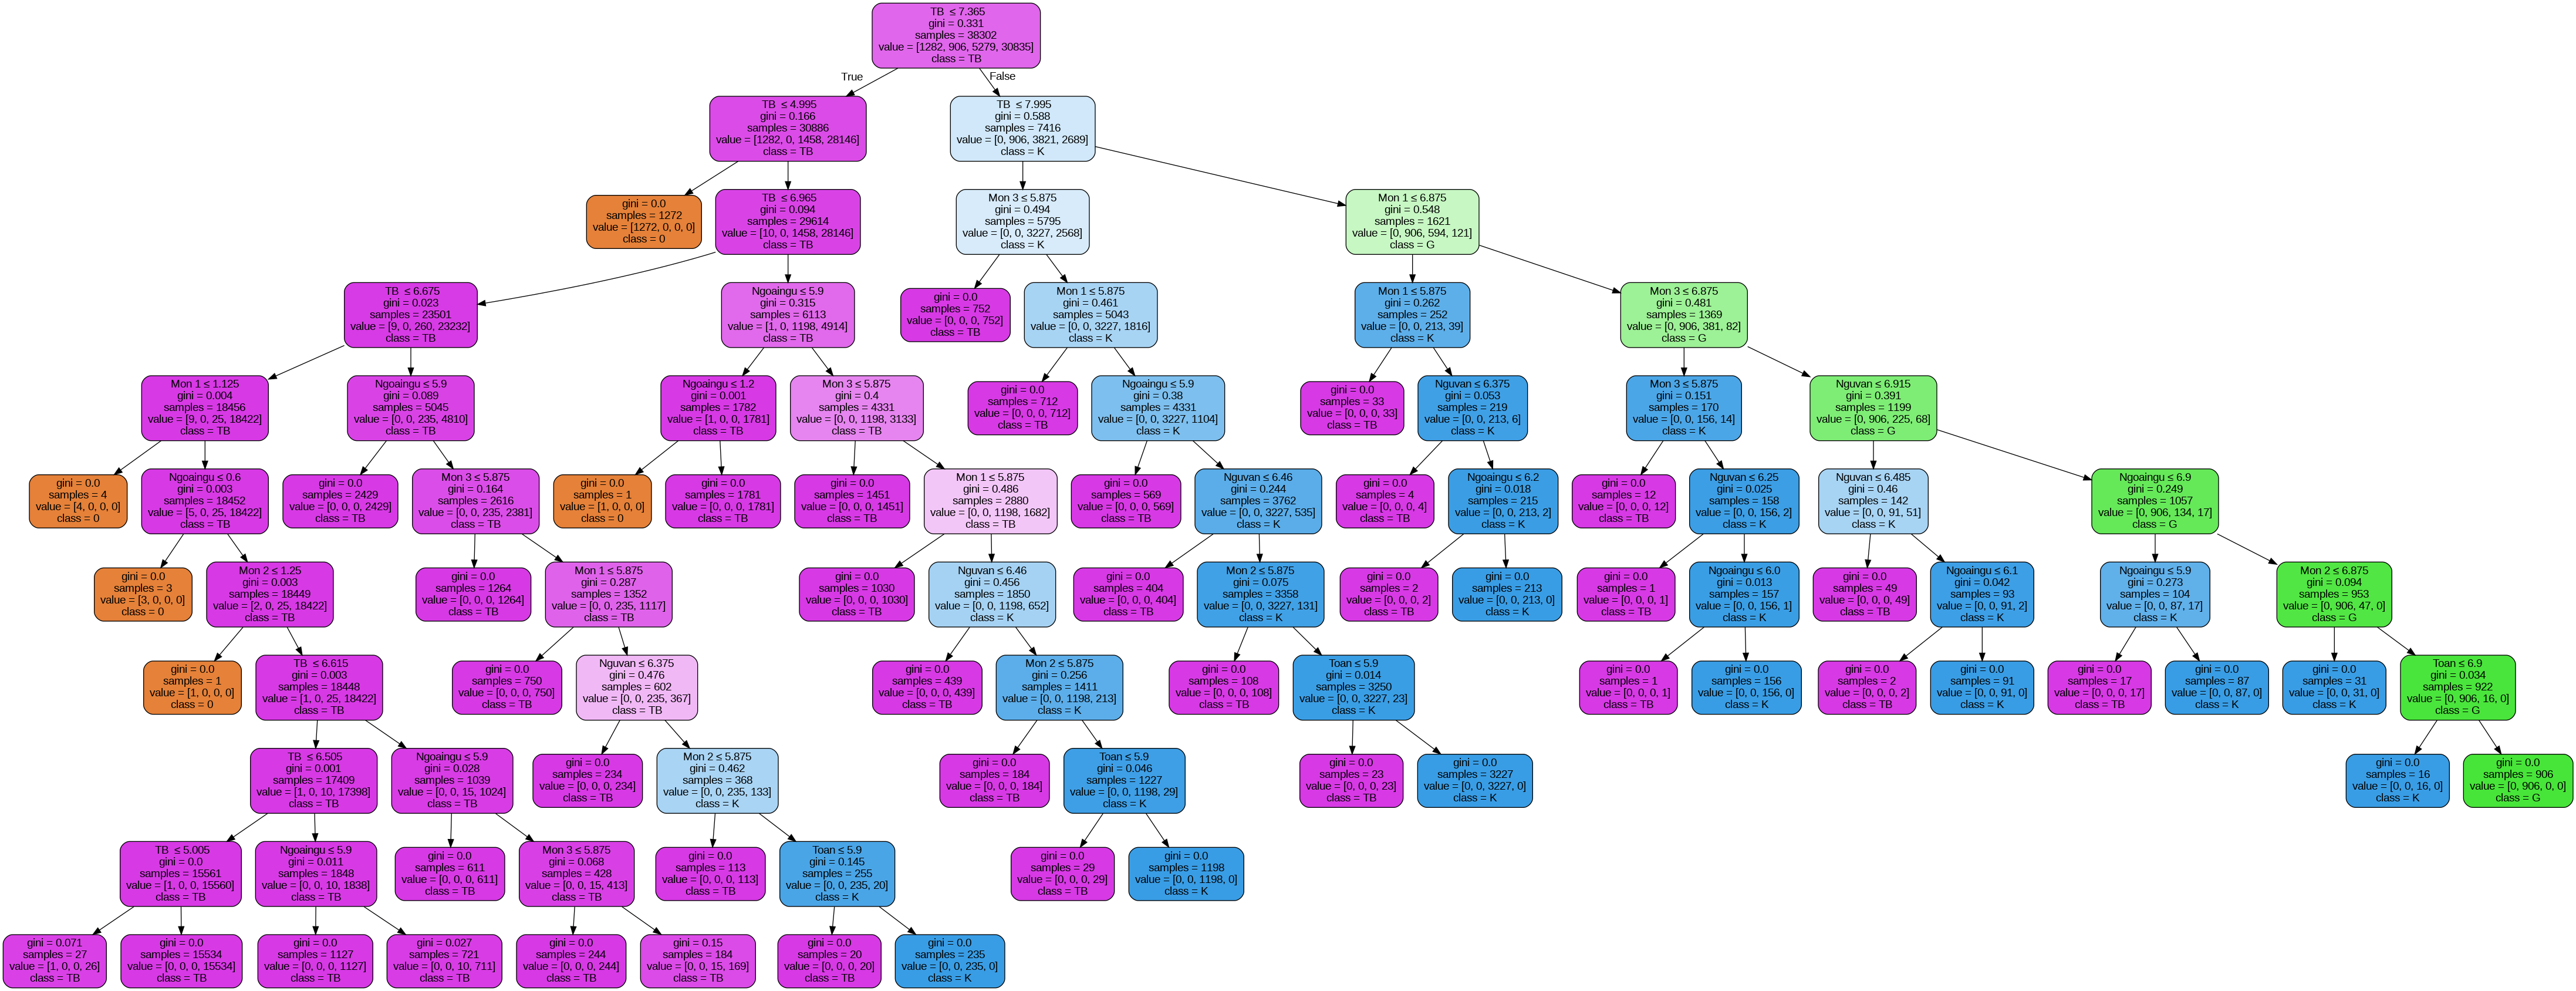 TB ≤ 7.365
gini = 0.331
samples = 38302
value = [1282, 906, 5279, 30835]
class = TB
True
False
TB ≤ 4.995
gini = 0.166
samples = 30886
value = [1282, 0, 1458, 28146]
class = TB
TB ≤ 7.995
gini = 0.588
samples = 7416
value = [0, 906, 3821, 2689]
class = K
gini = 0.0
samples = 1272
value = [1272, 0, 0, 0]
class = 0
TB ≤ 6.965
gini = 0.094
samples = 29614
value = [10, 0, 1458, 28146]
class = TB
Mon 3 ≤ 5.875
gini = 0.494
samples = 5795
value = [0, 0, 3227, 2568]
class = K
Mon 1 ≤ 6.875
gini = 0.548
samples = 1621
value = [0, 906, 594, 121]
class = G
TB ≤ 6.675
gini = 0.023
samples = 23501
value = [9, 0, 260, 23232]
class = TB
Ngoaingu ≤ 5.9
gini = 0.315
samples = 6113
value = [1, 0, 1198, 4914]
class = TB
gini = 0.0
samples = 752
value = [0, 0, 0, 752]
class = TB
Mon 1 ≤ 5.875
gini = 0.461
samples = 5043
value = [0, 0, 3227, 1816]
class = K
Mon 1 ≤ 5.875
gini = 0.262
samples = 252
value = [0, 0, 213, 39]
class = K
Mon 3 ≤ 6.875
gini = 0.481
samples = 1369
value = [0, 906, 381, 82]
class = G
Mon 1 ≤ 1.125
gini = 0.004
samples = 18456
value = [9, 0, 25, 18422]
class = TB
Ngoaingu ≤ 5.9
gini = 0.089
samples = 5045
value = [0, 0, 235, 4810]
class = TB
Ngoaingu ≤ 1.2
gini = 0.001
samples = 1782
value = [1, 0, 0, 1781]
class = TB
Mon 3 ≤ 5.875
gini = 0.4
samples = 4331
value = [0, 0, 1198, 3133]
class = TB
gini = 0.0
samples = 712
value = [0, 0, 0, 712]
class = TB
Ngoaingu ≤ 5.9
gini = 0.38
samples = 4331
value = [0, 0, 3227, 1104]
class = K
gini = 0.0
samples = 33
value = [0, 0, 0, 33]
class = TB
Nguvan ≤ 6.375
gini = 0.053
samples = 219
value = [0, 0, 213, 6]
class = K
Mon 3 ≤ 5.875
gini = 0.151
samples = 170
value = [0, 0, 156, 14]
class = K
Nguvan ≤ 6.915
gini = 0.391
samples = 1199
value = [0, 906, 225, 68]
class = G
gini = 0.0
samples = 4
value = [4, 0, 0, 0]
class = 0
Ngoaingu ≤ 0.6
gini = 0.003
samples = 18452
value = [5, 0, 25, 18422]
class = TB
gini = 0.0
samples = 2429
value = [0, 0, 0, 2429]
class = TB
Mon 3 ≤ 5.875
gini = 0.164
samples = 2616
value = [0, 0, 235, 2381]
class = TB
gini = 0.0
samples = 1
value = [1, 0, 0, 0]
class = 0
gini = 0.0
samples = 1781
value = [0, 0, 0, 1781]
class = TB
gini = 0.0
samples = 1451
value = [0, 0, 0, 1451]
class = TB
Mon 1 ≤ 5.875
gini = 0.486
samples = 2880
value = [0, 0, 1198, 1682]
class = TB
gini = 0.0
samples = 569
value = [0, 0, 0, 569]
class = TB
Nguvan ≤ 6.46
gini = 0.244
samples = 3762
value = [0, 0, 3227, 535]
class = K
gini = 0.0
samples = 4
value = [0, 0, 0, 4]
class = TB
Ngoaingu ≤ 6.2
gini = 0.018
samples = 215
value = [0, 0, 213, 2]
class = K
gini = 0.0
samples = 12
value = [0, 0, 0, 12]
class = TB
Nguvan ≤ 6.25
gini = 0.025
samples = 158
value = [0, 0, 156, 2]
class = K
Nguvan ≤ 6.485
gini = 0.46
samples = 142
value = [0, 0, 91, 51]
class = K
Ngoaingu ≤ 6.9
gini = 0.249
samples = 1057
value = [0, 906, 134, 17]
class = G
gini = 0.0
samples = 3
value = [3, 0, 0, 0]
class = 0
Mon 2 ≤ 1.25
gini = 0.003
samples = 18449
value = [2, 0, 25, 18422]
class = TB
gini = 0.0
samples = 1264
value = [0, 0, 0, 1264]
class = TB
Mon 1 ≤ 5.875
gini = 0.287
samples = 1352
value = [0, 0, 235, 1117]
class = TB
gini = 0.0
samples = 1030
value = [0, 0, 0, 1030]
class = TB
Nguvan ≤ 6.46
gini = 0.456
samples = 1850
value = [0, 0, 1198, 652]
class = K
gini = 0.0
samples = 404
value = [0, 0, 0, 404]
class = TB
Mon 2 ≤ 5.875
gini = 0.075
samples = 3358
value = [0, 0, 3227, 131]
class = K
gini = 0.0
samples = 2
value = [0, 0, 0, 2]
class = TB
gini = 0.0
samples = 213
value = [0, 0, 213, 0]
class = K
gini = 0.0
samples = 1
value = [0, 0, 0, 1]
class = TB
Ngoaingu ≤ 6.0
gini = 0.013
samples = 157
value = [0, 0, 156, 1]
class = K
gini = 0.0
samples = 49
value = [0, 0, 0, 49]
class = TB
Ngoaingu ≤ 6.1
gini = 0.042
samples = 93
value = [0, 0, 91, 2]
class = K
Ngoaingu ≤ 5.9
gini = 0.273
samples = 104
value = [0, 0, 87, 17]
class = K
Mon 2 ≤ 6.875
gini = 0.094
samples = 953
value = [0, 906, 47, 0]
class = G
gini = 0.0
samples = 1
value = [1, 0, 0, 0]
class = 0
TB ≤ 6.615
gini = 0.003
samples = 18448
value = [1, 0, 25, 18422]
class = TB
gini = 0.0
samples = 750
value = [0, 0, 0, 750]
class = TB
Nguvan ≤ 6.375
gini = 0.476
samples = 602
value = [0, 0, 235, 367]
class = TB
gini = 0.0
samples = 439
value = [0, 0, 0, 439]
class = TB
Mon 2 ≤ 5.875
gini = 0.256
samples = 1411
value = [0, 0, 1198, 213]
class = K
gini = 0.0
samples = 108
value = [0, 0, 0, 108]
class = TB
Toan ≤ 5.9
gini = 0.014
samples = 3250
value = [0, 0, 3227, 23]
class = K
gini = 0.0
samples = 1
value = [0, 0, 0, 1]
class = TB
gini = 0.0
samples = 156
value = [0, 0, 156, 0]
class = K
gini = 0.0
samples = 2
value = [0, 0, 0, 2]
class = TB
gini = 0.0
samples = 91
value = [0, 0, 91, 0]
class = K
gini = 0.0
samples = 17
value = [0, 0, 0, 17]
class = TB
gini = 0.0
samples = 87
value = [0, 0, 87, 0]
class = K
gini = 0.0
samples = 31
value = [0, 0, 31, 0]
class = K
Toan ≤ 6.9
gini = 0.034
samples = 922
value = [0, 906, 16, 0]
class = G
TB ≤ 6.505
gini = 0.001
samples = 17409
value = [1, 0, 10, 17398]
class = TB
Ngoaingu ≤ 5.9
gini = 0.028
samples = 1039
value = [0, 0, 15, 1024]
class = TB
gini = 0.0
samples = 234
value = [0, 0, 0, 234]
class = TB
Mon 2 ≤ 5.875
gini = 0.462
samples = 368
value = [0, 0, 235, 133]
class = K
gini = 0.0
samples = 184
value = [0, 0, 0, 184]
class = TB
Toan ≤ 5.9
gini = 0.046
samples = 1227
value = [0, 0, 1198, 29]
class = K
gini = 0.0
samples = 23
value = [0, 0, 0, 23]
class = TB
gini = 0.0
samples = 3227
value = [0, 0, 3227, 0]
class = K
gini = 0.0
samples = 16
value = [0, 0, 16, 0]
class = K
gini = 0.0
samples = 906
value = [0, 906, 0, 0]
class = G
TB ≤ 5.005
gini = 0.0
samples = 15561
value = [1, 0, 0, 15560]
class = TB
Ngoaingu ≤ 5.9
gini = 0.011
samples = 1848
value = [0, 0, 10, 1838]
class = TB
gini = 0.0
samples = 611
value = [0, 0, 0, 611]
class = TB
Mon 3 ≤ 5.875
gini = 0.068
samples = 428
value = [0, 0, 15, 413]
class = TB
gini = 0.0
samples = 113
value = [0, 0, 0, 113]
class = TB
Toan ≤ 5.9
gini = 0.145
samples = 255
value = [0, 0, 235, 20]
class = K
gini = 0.0
samples = 29
value = [0, 0, 0, 29]
class = TB
gini = 0.0
samples = 1198
value = [0, 0, 1198, 0]
class = K
gini = 0.071
samples = 27
value = [1, 0, 0, 26]
class = TB
gini = 0.0
samples = 15534
value = [0, 0, 0, 15534]
class = TB
gini = 0.0
samples = 1127
value = [0, 0, 0, 1127]
class = TB
gini = 0.027
samples = 721
value = [0, 0, 10, 711]
class = TB
gini = 0.0
samples = 244
value = [0, 0, 0, 244]
class = TB
gini = 0.15
samples = 184
value = [0, 0, 15, 169]
class = TB
gini = 0.0
samples = 20
value = [0, 0, 0, 20]
class = TB
gini = 0.0
samples = 235
value = [0, 0, 235, 0]
class = K